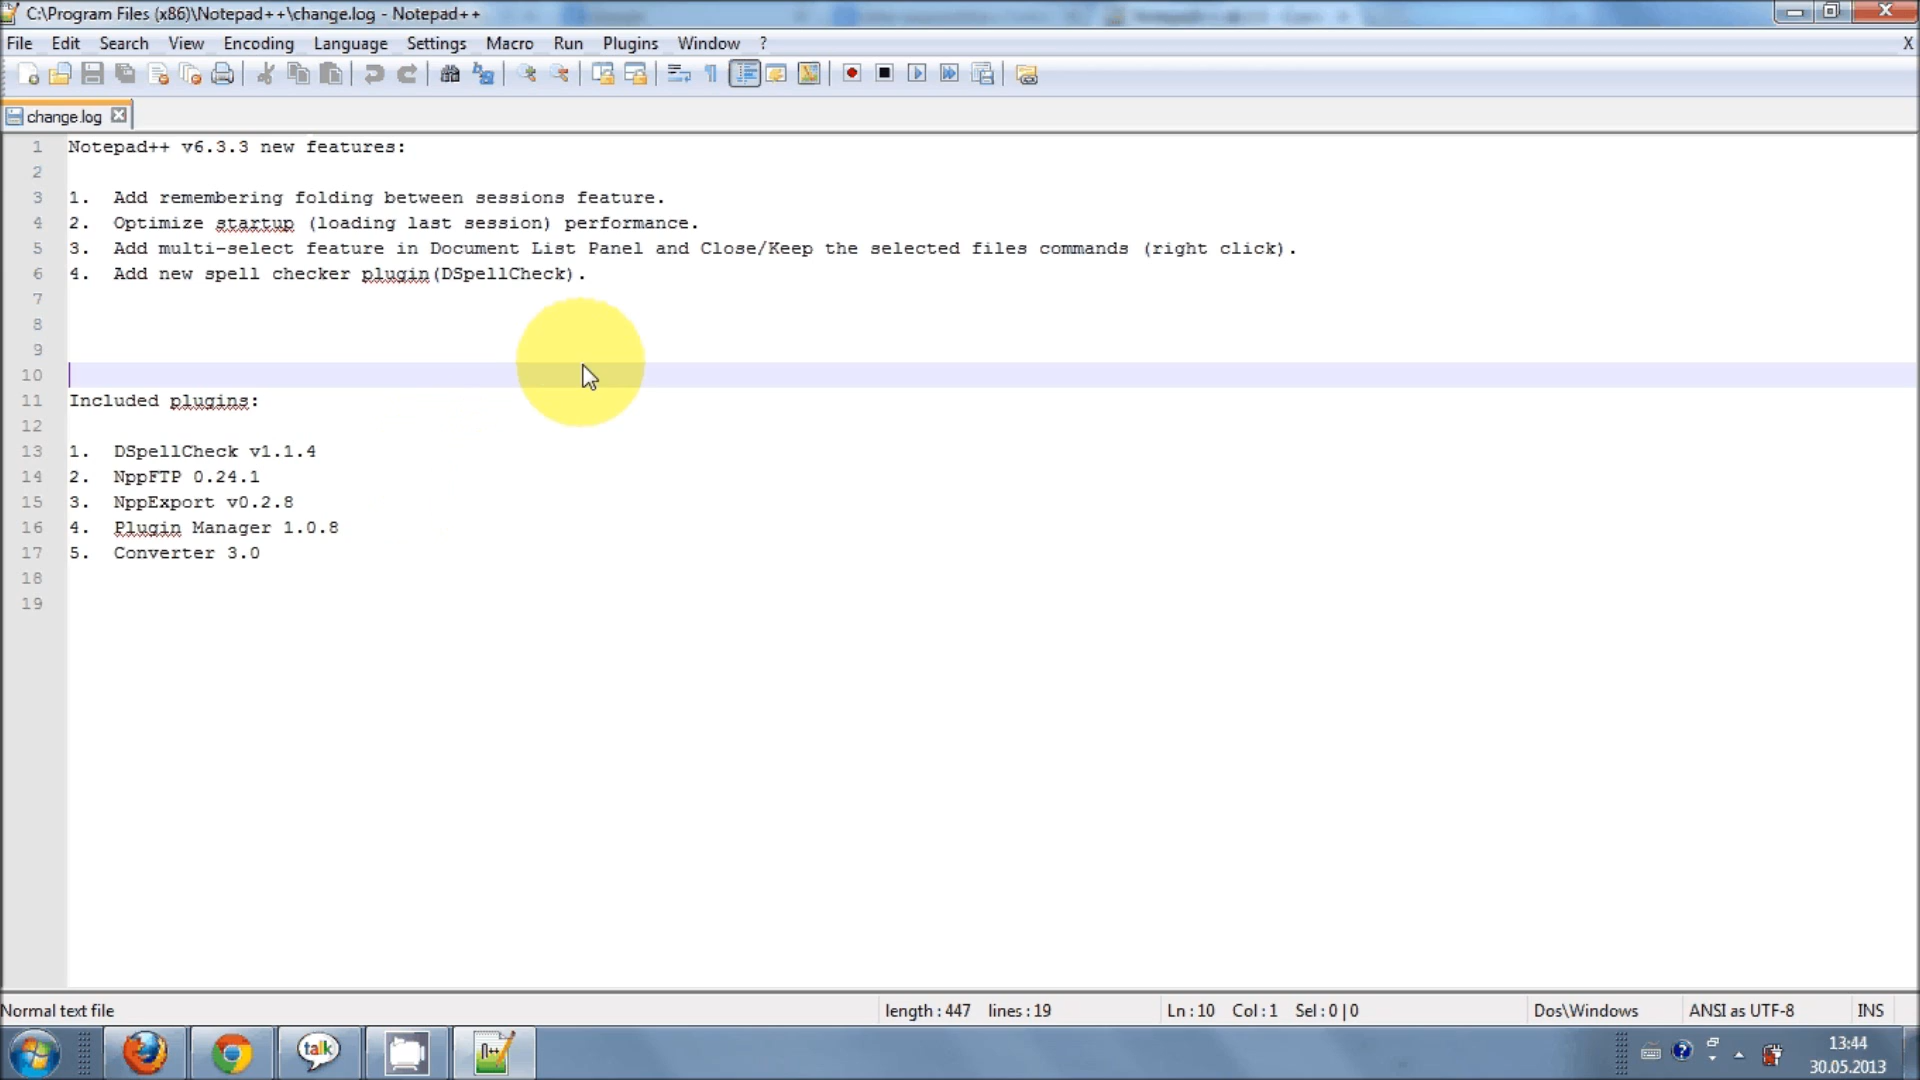 C:\Program Files (x86)\Notepad++\change.log - Notepad++
File Edit Search View Encoding Language Settings Macro Run Plugins Window ? X
change.log
1 Notepad++ v6.3.3 new features:
2
3 1. Add remembering folding between sessions feature.
4 2. Optimize startup (loading last session) performance.
5 3. Add multi-select feature in Document List Panel and Close/Keep the selected files commands (right click).
6 4. Add new spell checker plugin(DSpellCheck).
7
8
9
10
11 Included plugins:
12
13 1. DSpellCheck v1.1.4
14 2. NppFTP 0.24.1
15 3. NppExport v0.2.8
16 4. Plugin Manager 1.0.8
17 5. Converter 3.0
18
19
Normal text file length : 447 lines : 19 Ln : 10 Col : 1 Sel : 0 | 0 Dos\Windows ANSI as UTF-8 INS
talk
13:44
30.05.2013